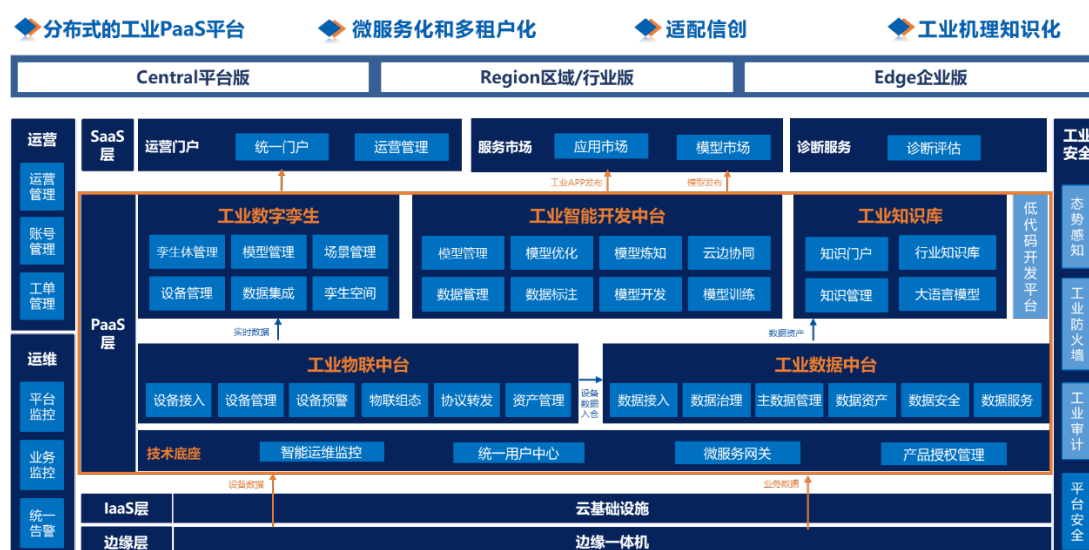 分布式的工业PaaS平台
微服务化和多租户化
适配信创
工业机理知识化
Central平台版
Region区域/行业版
Edge企业版
运营
运营管理
账号管理
工单管理
运维
平台监控
业务监控
统一告警
SaaS层
运营门户
统一门户
运营管理
服务市场
应用市场
模型市场
诊断服务
诊断评估
工业APP发布
模型发布
PaaS层
工业数字孪生
孪生体管理
模型管理
场景管理
设备管理
数据集成
孪生空间
工业智能开发中台
模型管理
模型优化
模型炼知
云边协同
数据管理
数据标注
模型开发
模型训练
工业知识库
知识门户
行业知识库
知识管理
大语言模型
低代码开发平台
实时数据
数据资产
工业物联中台
设备接入
设备管理
设备预警
物联组态
协议转发
资产管理
设备数据入仓
工业数据中台
数据接入
数据治理
主数据管理
数据资产
数据安全
数据服务
技术底座
智能运维监控
统一用户中心
微服务网关
产品授权管理
设备数据
业务数据
IaaS层
云基础设施
边缘层
边缘一体机
工业安全
态势感知
工业防火墙
工业审计
平台安全